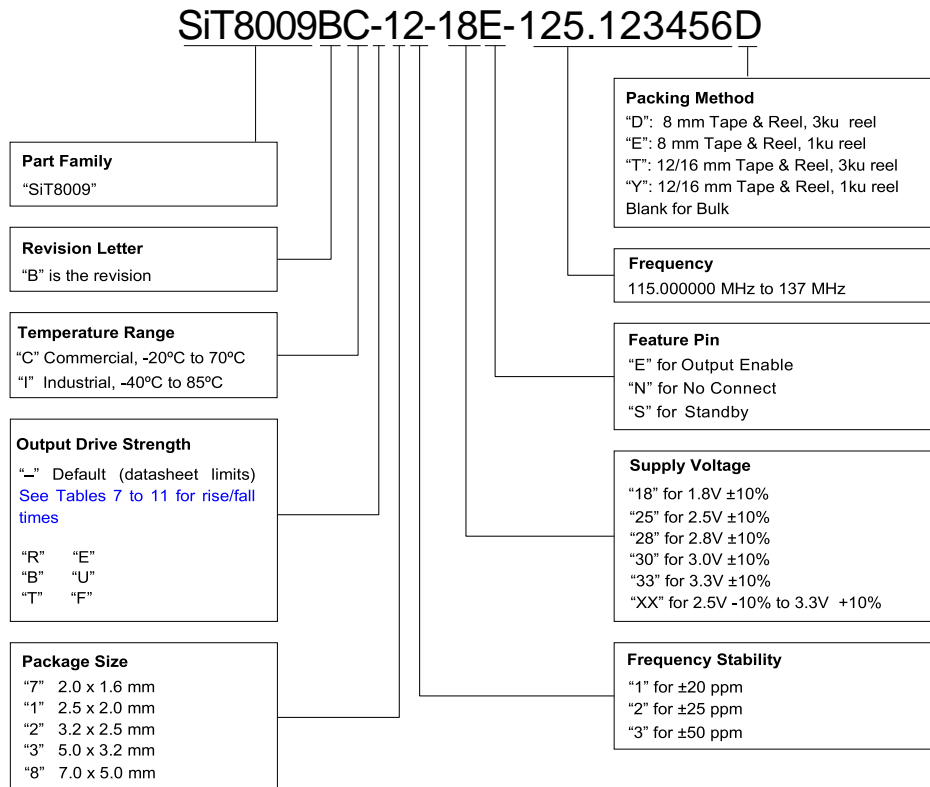 SiT8009BC-12-18E-125.123456D
Part Family
“SiT8009”
Revision Letter
“B” is the revision
Temperature Range
“C” Commercial, -20ºC to 70ºC
“I” Industrial, -40ºC to 85ºC
Output Drive Strength
“–” Default (datasheet limits)
See Tables 7 to 11 for rise/fall
times
“R” “E”
“B” “U”
“T” “F”
Package Size
“7” 2.0 x 1.6 mm
“1” 2.5 x 2.0 mm
“2” 3.2 x 2.5 mm
“3” 5.0 x 3.2 mm
“8” 7.0 x 5.0 mm
Packing Method
“D”: 8 mm Tape & Reel, 3ku reel
“E”: 8 mm Tape & Reel, 1ku reel
“T”: 12/16 mm Tape & Reel, 3ku reel
“Y”: 12/16 mm Tape & Reel, 1ku reel
Blank for Bulk
Frequency
115.000000 MHz to 137 MHz
Feature Pin
“E” for Output Enable
“N” for No Connect
“S” for Standby
Supply Voltage
“18” for 1.8V ±10%
“25” for 2.5V ±10%
“28” for 2.8V ±10%
“30” for 3.0V ±10%
“33” for 3.3V ±10%
“XX” for 2.5V -10% to 3.3V +10%
Frequency Stability
“1” for ±20 ppm
“2” for ±25 ppm
“3” for ±50 ppm